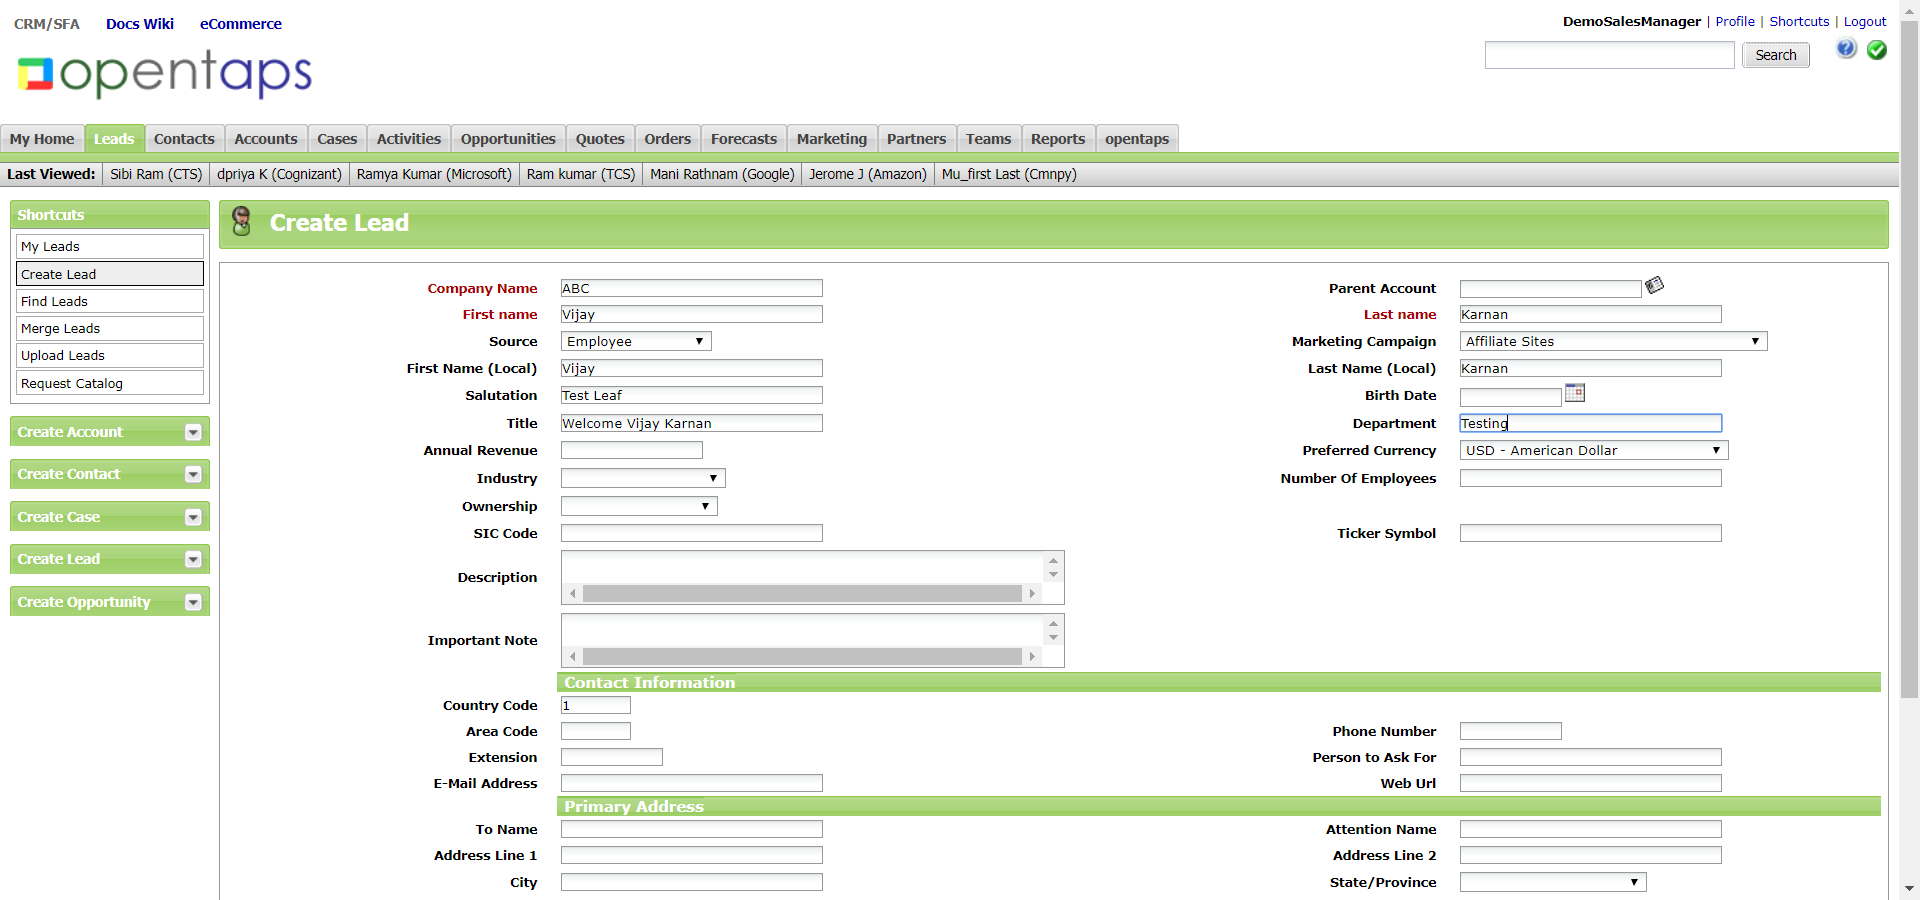 CRM/SFA Docs Wiki eCommerce
DemoSalesManager | Profile | Shortcuts | Logout
opentaps
Search
My Home Leads Contacts Accounts Cases Activities Opportunities Quotes Orders Forecasts Marketing Partners Teams Reports opentaps
Last Viewed: Sibi Ram (CTS) dpriya K (Cognizant) Ramya Kumar (Microsoft) Ram kumar (TCS) Mani Rathnam (Google) Jerome J (Amazon) Mu_first Last (Cmnpy)
Shortcuts
My Leads
Create Lead
Find Leads
Merge Leads
Upload Leads
Request Catalog
Create Account
Create Contact
Create Case
Create Lead
Create Opportunity
Create Lead
Company Name ABC Parent Account
First name Vijay Last name Karnan
Source Employee Marketing Campaign Affiliate Sites
First Name (Local) Vijay Last Name (Local) Karnan
Salutation Test Leaf Birth Date
Title Welcome Vijay Karnan Department Testing
Annual Revenue Preferred Currency USD - American Dollar
Industry Number Of Employees
Ownership
SIC Code Ticker Symbol
Description
Important Note
Contact Information
Country Code 1
Area Code Phone Number
Extension Person to Ask For
E-Mail Address Web Url
Primary Address
To Name Attention Name
Address Line 1 Address Line 2
City State/Province